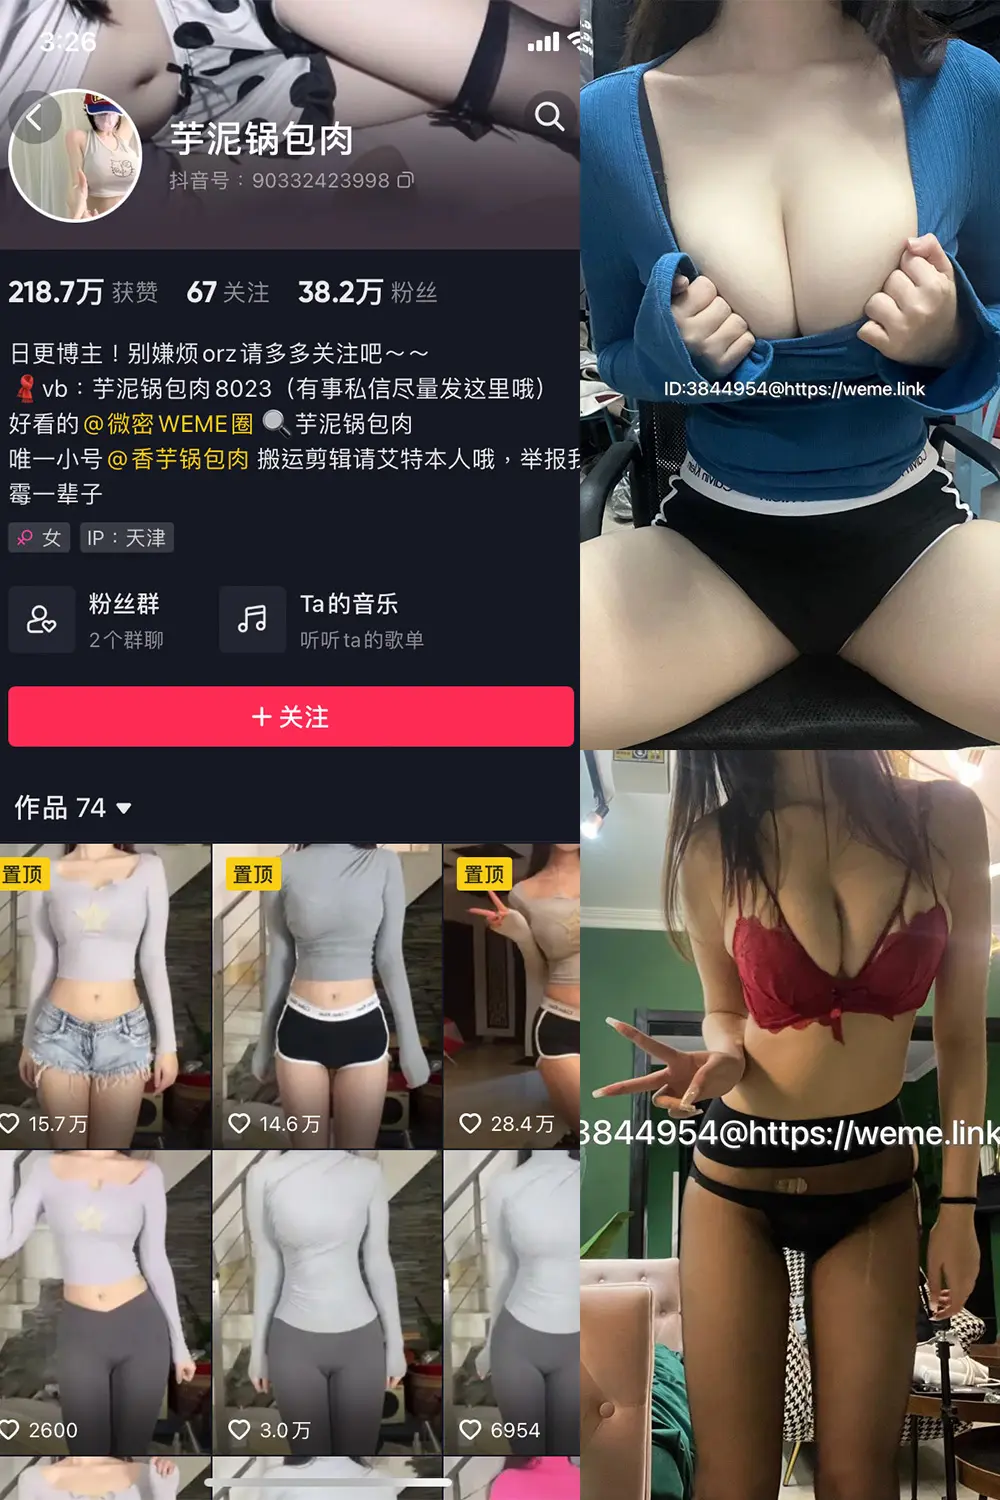 3:26
芋泥锅包肉
抖音号：90332423998
218.7万 获赞 67 关注 38.2万 粉丝
日更博主！别嫌烦orz请多多关注吧～～
vb：芋泥锅包肉8023（有事私信尽量发这里哦）
好看的@微密WEME圈 🔍芋泥锅包肉
唯一小号@香芋锅包肉 搬运剪辑请艾特本人哦，举报我
霉一辈子
女 IP：天津
粉丝群
2个群聊
Ta的音乐
听听ta的歌单
+ 关注
作品 74
置顶 置顶 置顶
15.7万 14.6万 28.4万
2600 3.0万 6954
ID:3844954@https://weme.link
3844954@https://weme.link